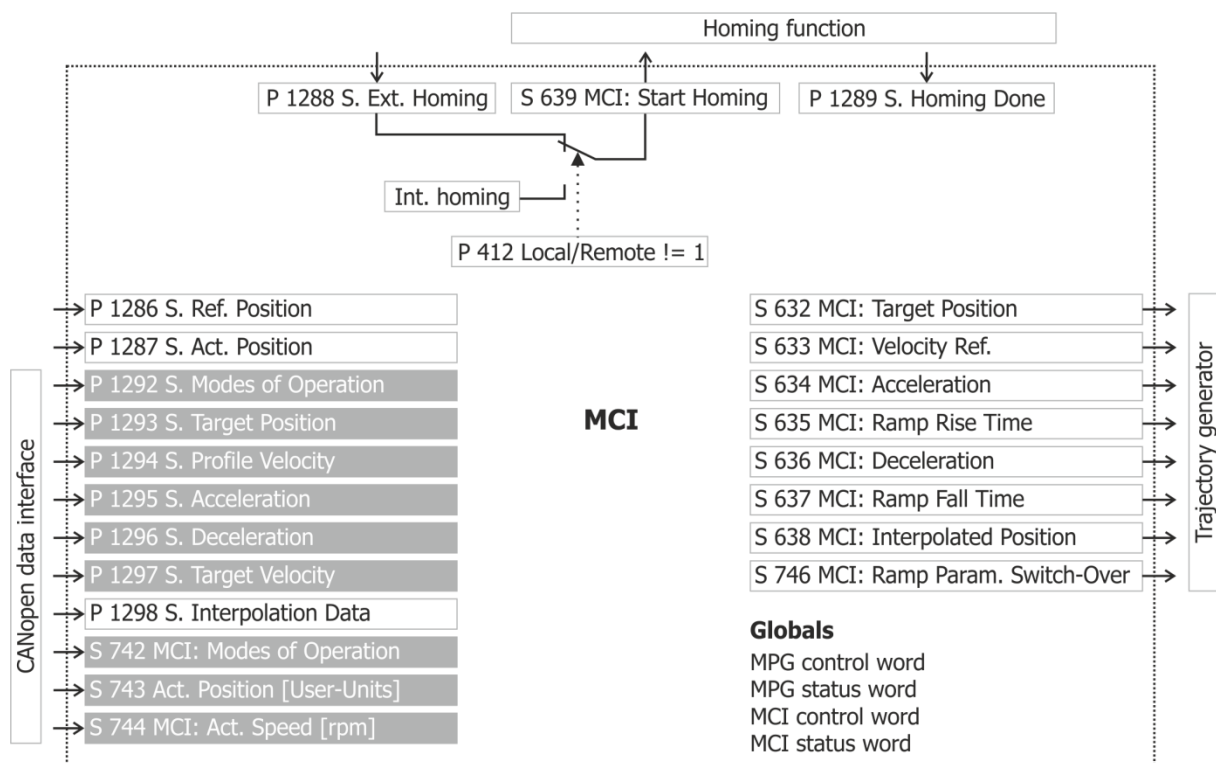 Homing function
P 1288 S. Ext. Homing
S 639 MCI: Start Homing
P 1289 S. Homing Done
Int. homing
P 412 Local/Remote != 1
CANopen data interface
P 1286 S. Ref. Position
P 1287 S. Act. Position
P 1292 S. Modes of Operation
P 1293 S. Target Position
P 1294 S. Profile Velocity
P 1295 S. Acceleration
P 1296 S. Deceleration
P 1297 S. Target Velocity
P 1298 S. Interpolation Data
S 742 MCI: Modes of Operation
S 743 Act. Position [User-Units]
S 744 MCI: Act. Speed [rpm]
MCI
S 632 MCI: Target Position
S 633 MCI: Velocity Ref.
S 634 MCI: Acceleration
S 635 MCI: Ramp Rise Time
S 636 MCI: Deceleration
S 637 MCI: Ramp Fall Time
S 638 MCI: Interpolated Position
S 746 MCI: Ramp Param. Switch-Over
Trajectory generator
Globals
MPG control word
MPG status word
MCI control word
MCI status word